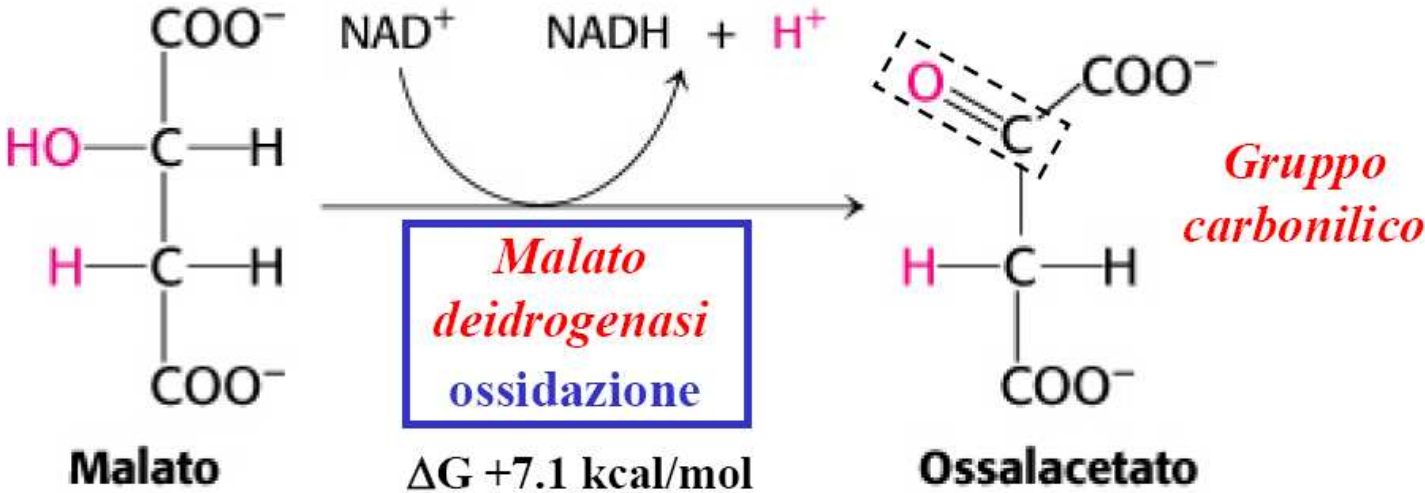 COO⁻
HO C H
H C H
COO⁻
Malato
NAD⁺ NADH + H⁺
Malato
deidrogenasi
ossidazione
ΔG +7.1 kcal/mol
O C COO⁻
H C H
COO⁻
Ossalacetato
Gruppo
carbonilico